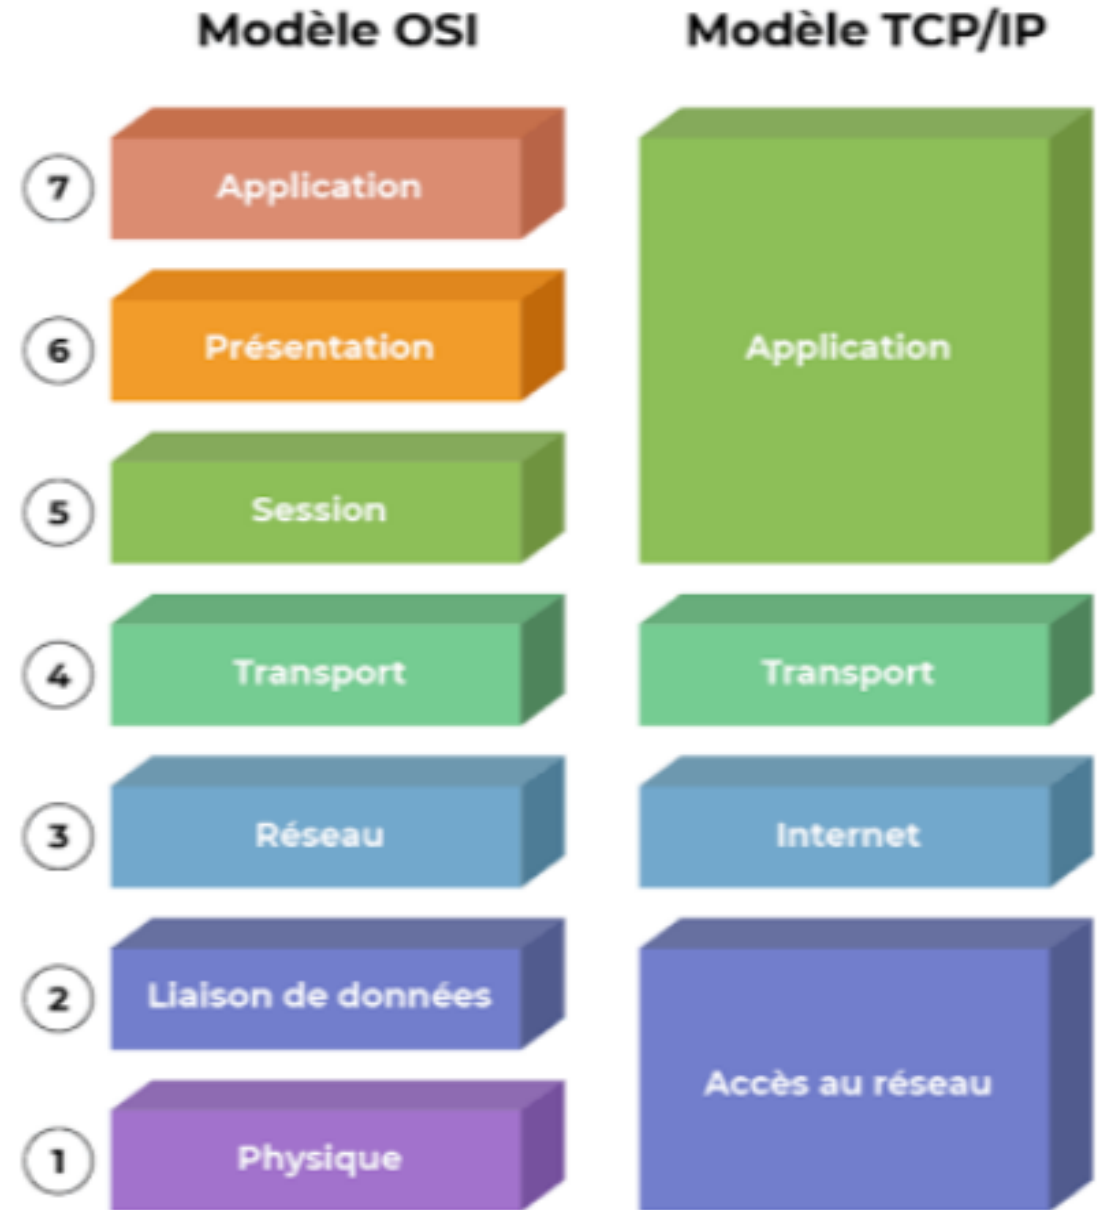 Modèle OSI
Modèle TCP/IP
7
Application
6
Présentation
Application
5
Session
4
Transport
Transport
3
Réseau
Internet
2
Liaison de données
Accès au réseau
1
Physique